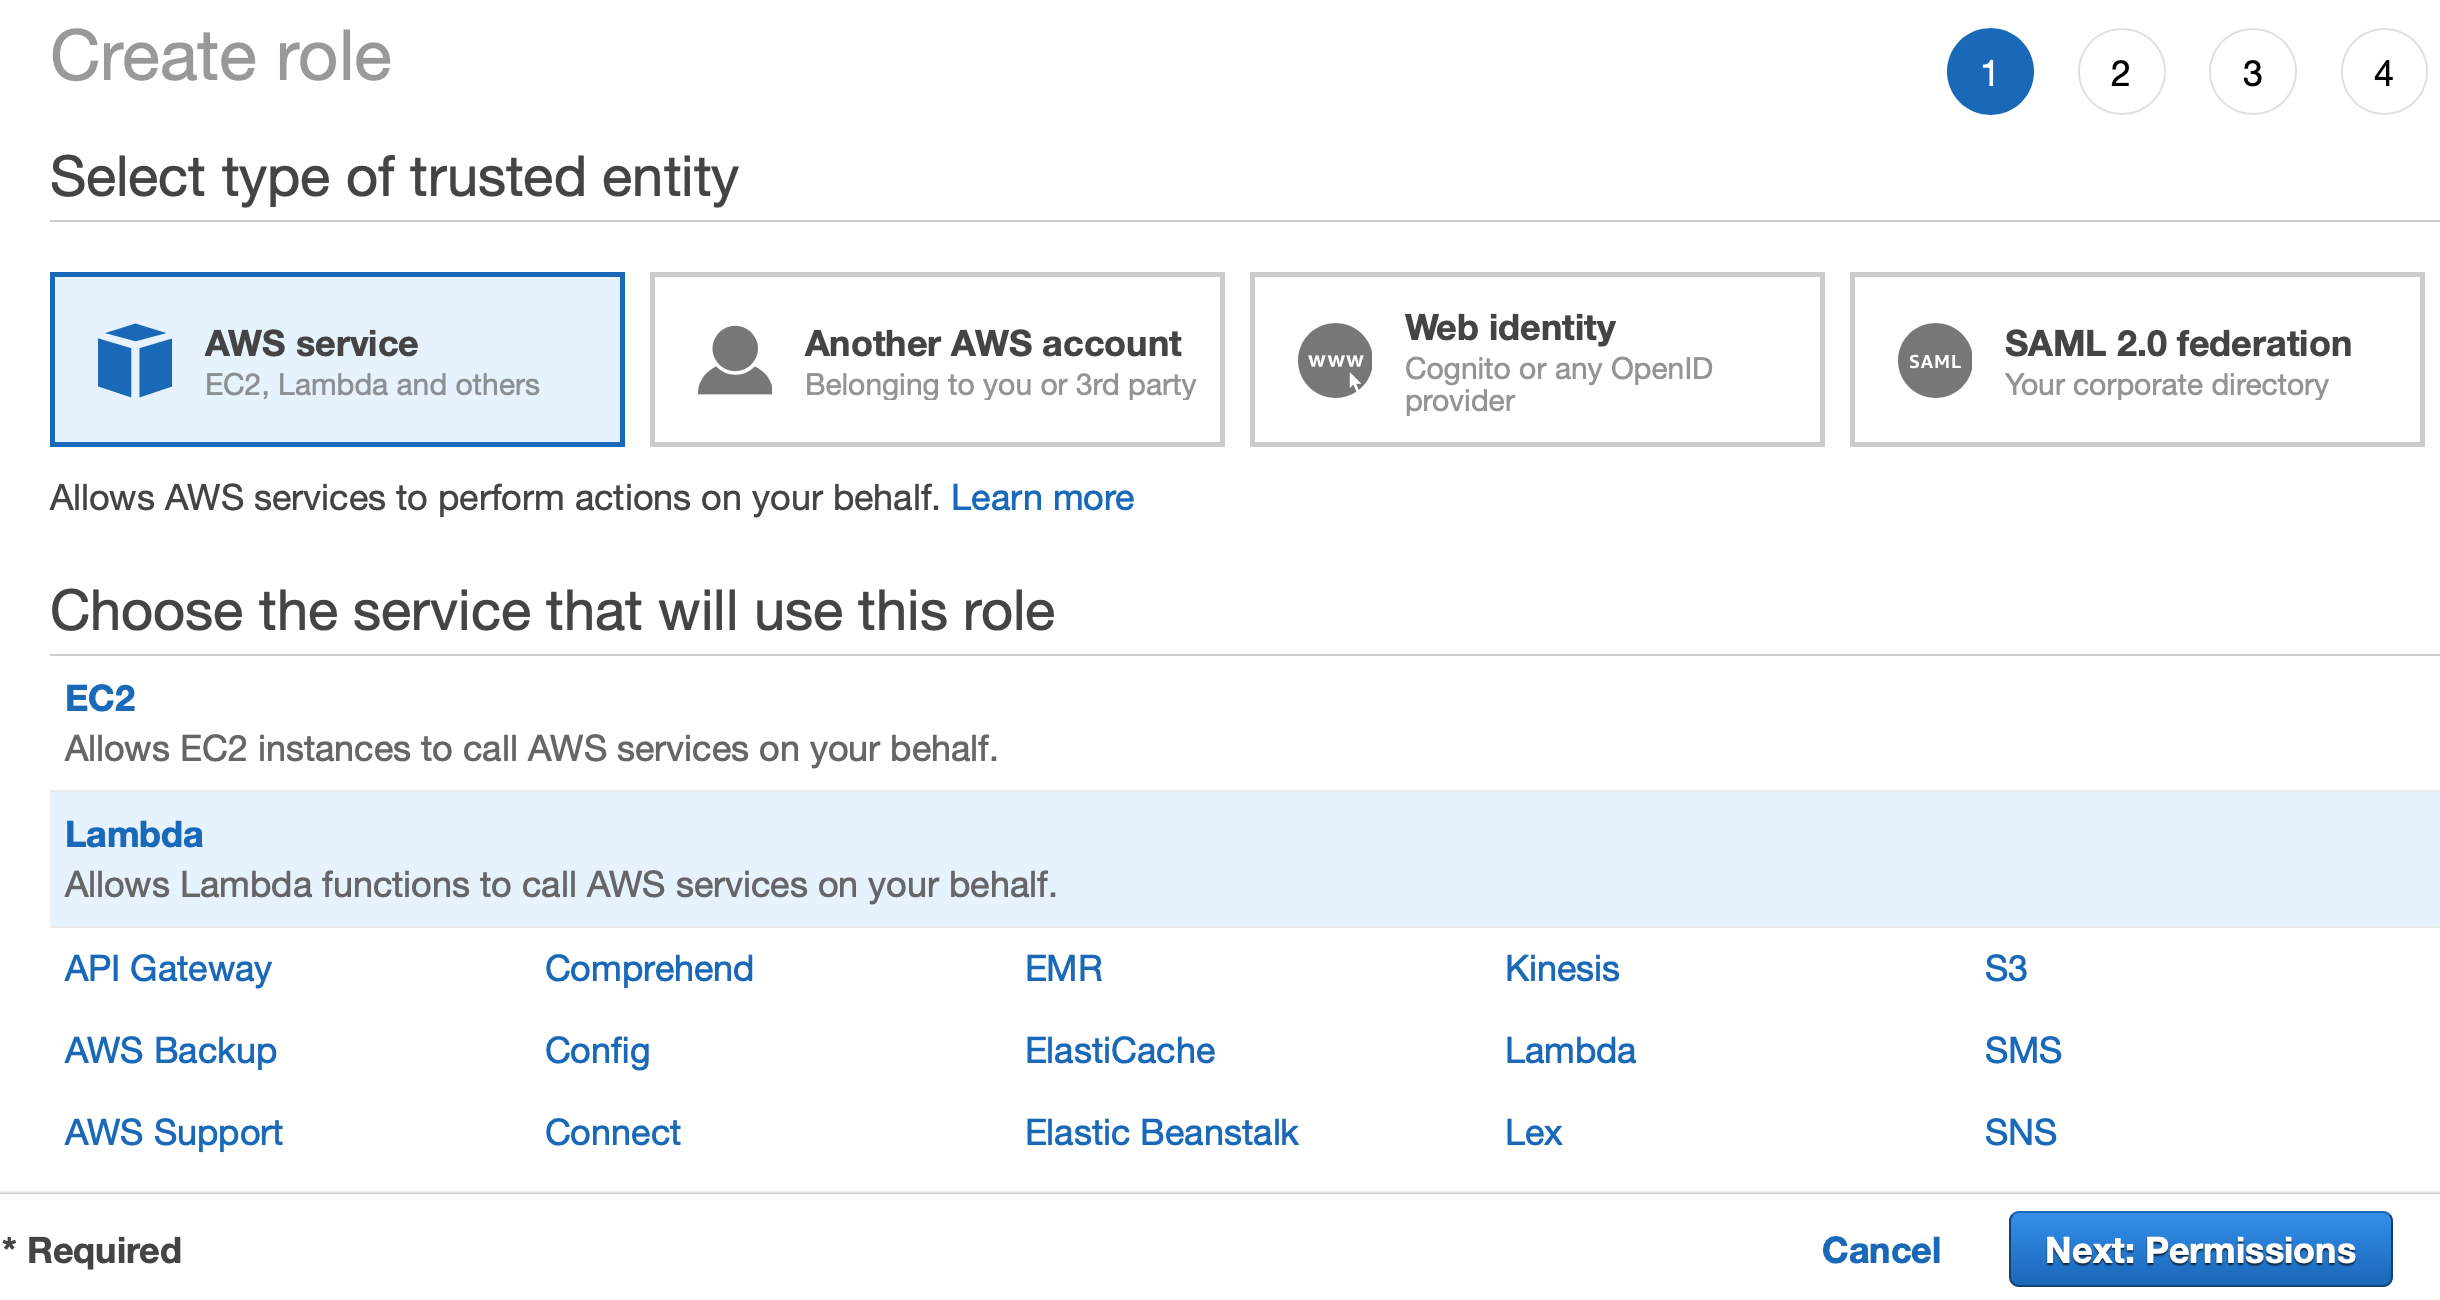 Create role
1 2 3 4
Select type of trusted entity
AWS service
EC2, Lambda and others
Another AWS account
Belonging to you or 3rd party
www
Web identity
Cognito or any OpenID
provider
SAML
SAML 2.0 federation
Your corporate directory
Allows AWS services to perform actions on your behalf. Learn more
Choose the service that will use this role
EC2
Allows EC2 instances to call AWS services on your behalf.
Lambda
Allows Lambda functions to call AWS services on your behalf.
API Gateway Comprehend EMR Kinesis S3
AWS Backup Config ElastiCache Lambda SMS
AWS Support Connect Elastic Beanstalk Lex SNS
* Required Cancel Next: Permissions